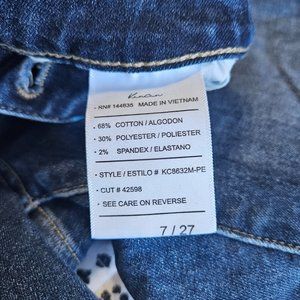 KanCan
· RN# 144635 MADE IN VIETNAM
· 68% COTTON / ALGODON
· 30% POLYESTER / POLIESTER
· 2% SPANDEX / ELASTANO
· STYLE / ESTILO # KC8632M-PE
· CUT # 42598
· SEE CARE ON REVERSE
7 / 27